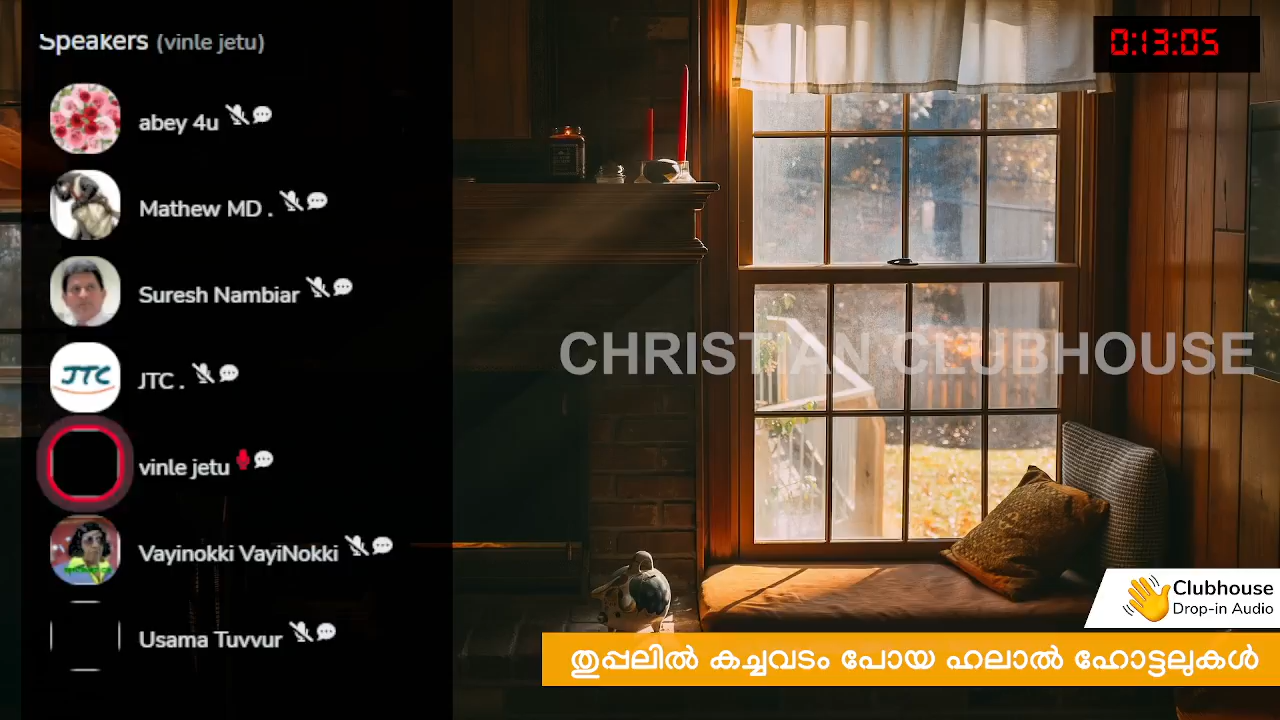 Speakers (vinle jetu)
0:13:05
abey 4u
Mathew MD .
Suresh Nambiar
CHRISTIAN CLUBHOUSE
JTC
JTC .
vinle jetu
Vayinokki VayiNokki
Clubhouse
Drop-in Audio
Usama Tuvvur
തുപ്പലിൽ കച്ചവടം പോയ ഹലാൽ ഹോട്ടലുകൾ